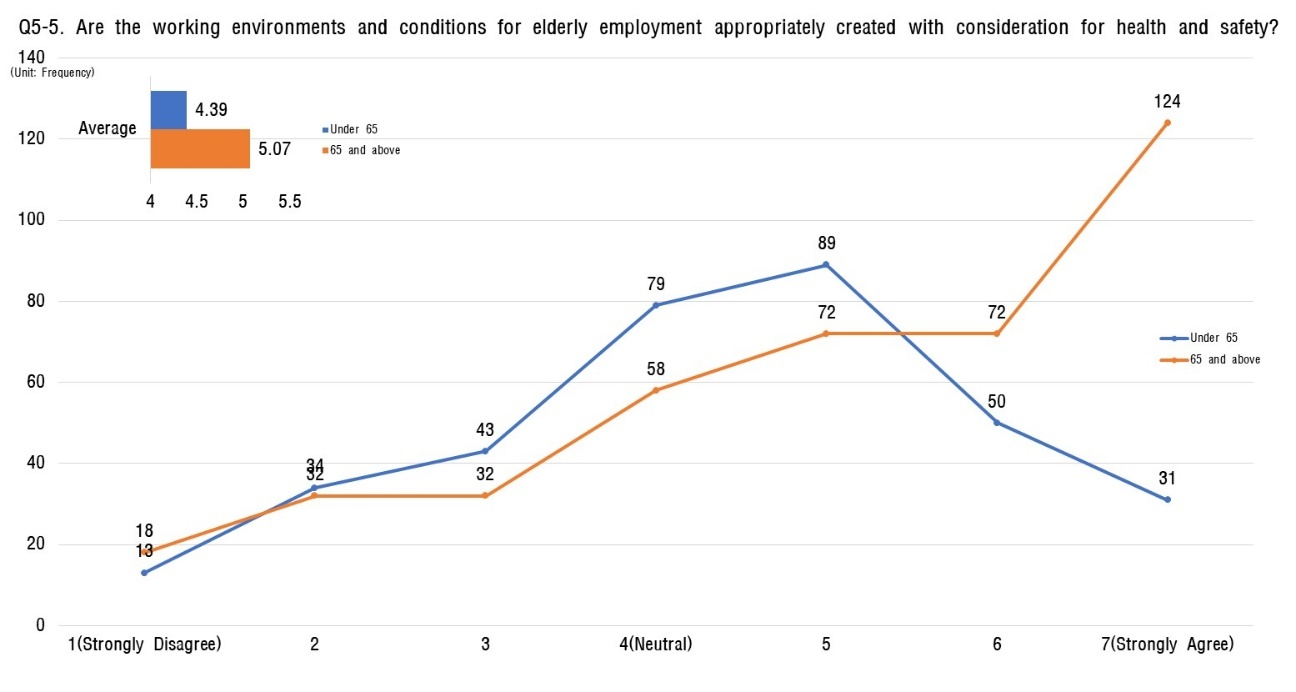 Q5-5. Are the working environments and conditions for elderly employment appropriately created with consideration for health and safety?
140
(Unit: Frequency)
Average
4.39
5.07
Under 65
65 and above
4 4.5 5 5.5
120
100
80
60
40
20
0
124
89
79
72
72
58
50
43
34
32
32
31
18
13
Under 65
65 and above
1(Strongly Disagree) 2 3 4(Neutral) 5 6 7(Strongly Agree)